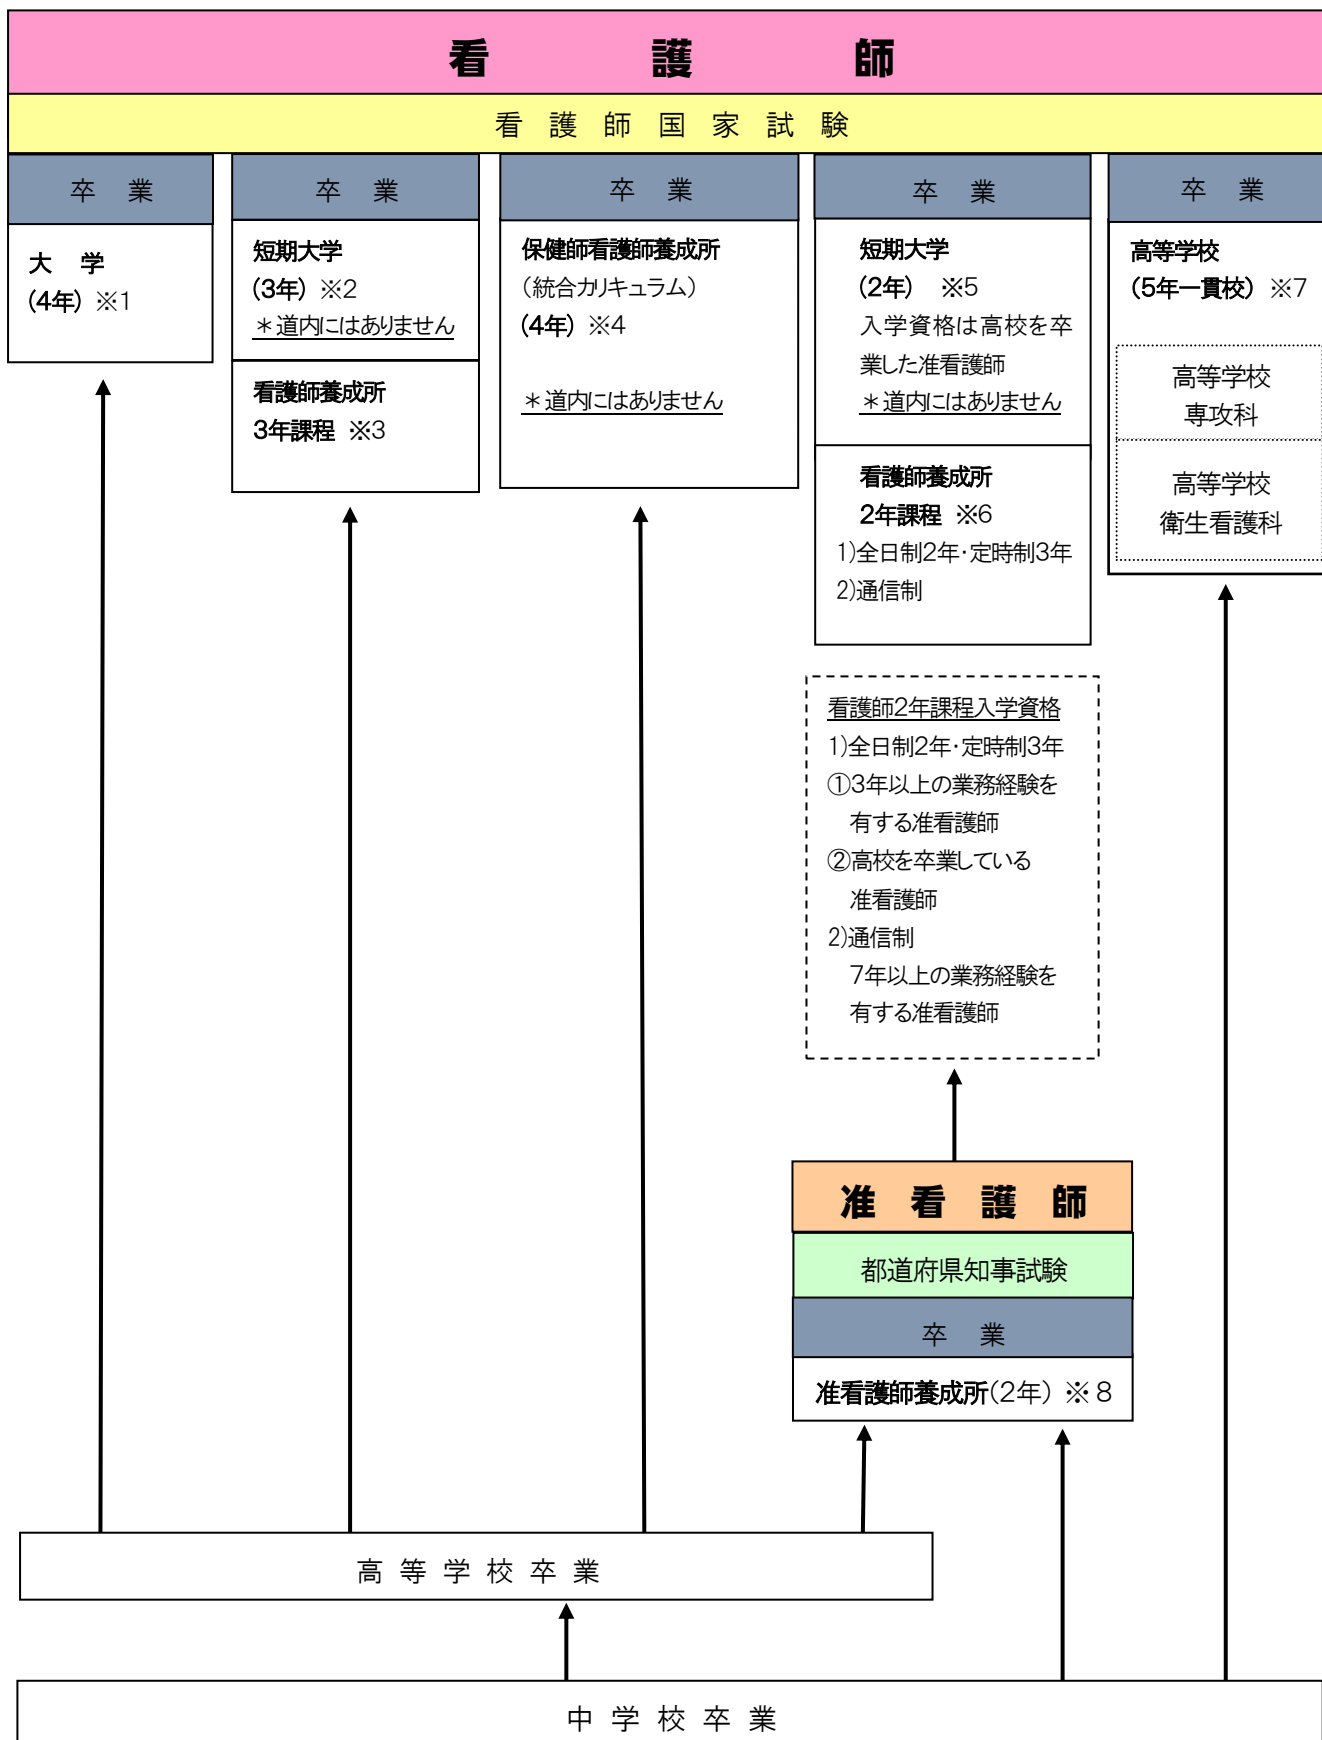 看護師
看護師国家試験
卒業
大学
(4年) ※1
卒業
短期大学
(3年) ※2
＊道内にはありません
看護師養成所
3年課程 ※3
卒業
保健師看護師養成所
(統合カリキュラム)
(4年) ※4
＊道内にはありません
卒業
短期大学
(2年) ※5
入学資格は高校を卒
業した准看護師
＊道内にはありません
看護師養成所
2年課程 ※6
1)全日制2年・定時制3年
2)通信制
卒業
高等学校
(5年一貫校) ※7
高等学校
専攻科
高等学校
衛生看護科
看護師2年課程入学資格
1)全日制2年・定時制3年
①3年以上の業務経験を
有する准看護師
②高校を卒業している
准看護師
2)通信制
7年以上の業務経験を
有する准看護師
准看護師
都道府県知事試験
卒業
准看護師養成所(2年) ※8
高等学校卒業
中学校卒業